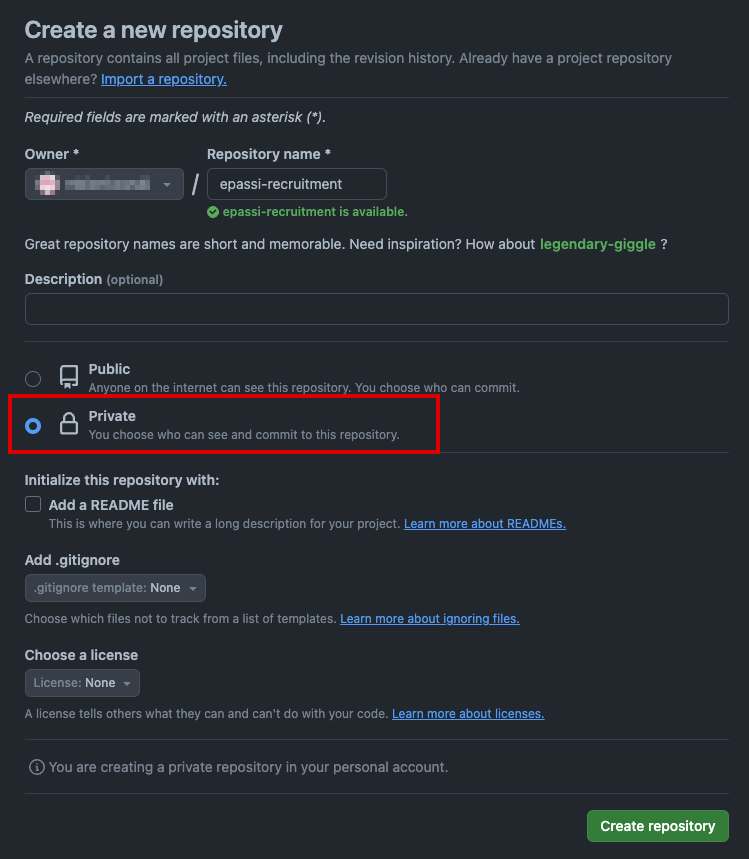 Create a new repository
A repository contains all project files, including the revision history. Already have a project repository
elsewhere? Import a repository.
Required fields are marked with an asterisk (*).
Owner *
Repository name *
/
epassi-recruitment
epassi-recruitment is available.
Great repository names are short and memorable. Need inspiration? How about legendary-giggle ?
Description (optional)
Public
Anyone on the internet can see this repository. You choose who can commit.
Private
You choose who can see and commit to this repository.
Initialize this repository with:
Add a README file
This is where you can write a long description for your project. Learn more about READMEs.
Add .gitignore
.gitignore template: None
Choose which files not to track from a list of templates. Learn more about ignoring files.
Choose a license
License: None
A license tells others what they can and can't do with your code. Learn more about licenses.
You are creating a private repository in your personal account.
Create repository